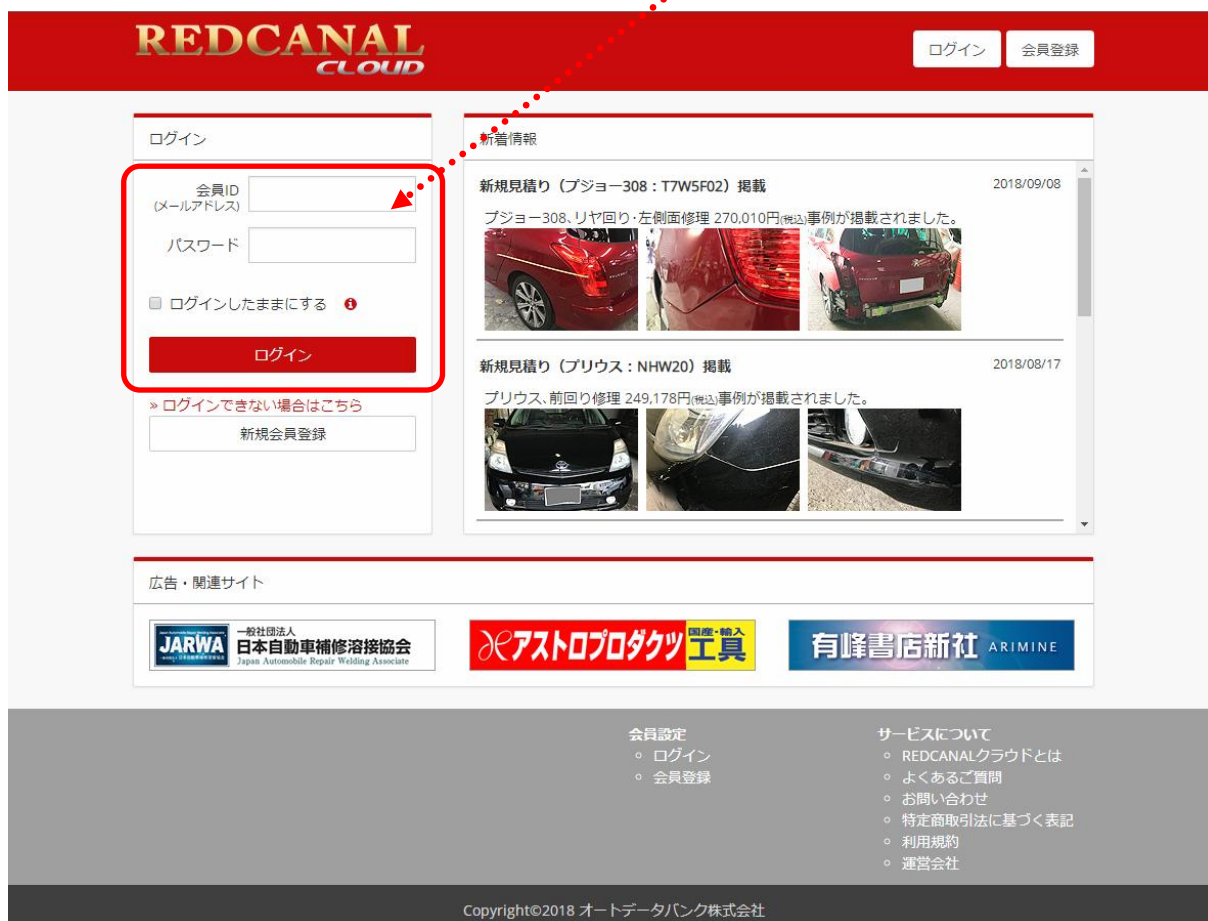 REDCANAL
CLOUD
ログイン
会員登録
ログイン
会員ID
(メールアドレス)
パスワード
ログインしたままにする
ログイン
» ログインできない場合はこちら
新規会員登録
新着情報
新規見積り（プジョー308：T7W5F02）掲載 2018/09/08
プジョー308、リヤ回り・左側面修理 270,010円(税込)事例が掲載されました。
新規見積り（プリウス：NHW20）掲載 2018/08/17
プリウス、前回り修理 249,178円(税込)事例が掲載されました。
広告・関連サイト
JARWA
一般社団法人
日本自動車補修溶接協会
Japan Automobile Repair Welding Associate
アストロプロダクツ
国産・輸入
工具
有峰書店新社 ARIMINE
会員設定
ログイン
会員登録
サービスについて
REDCANALクラウドとは
よくあるご質問
お問い合わせ
特定商取引法に基づく表記
利用規約
運営会社
Copyright©2018 オートデータバンク株式会社